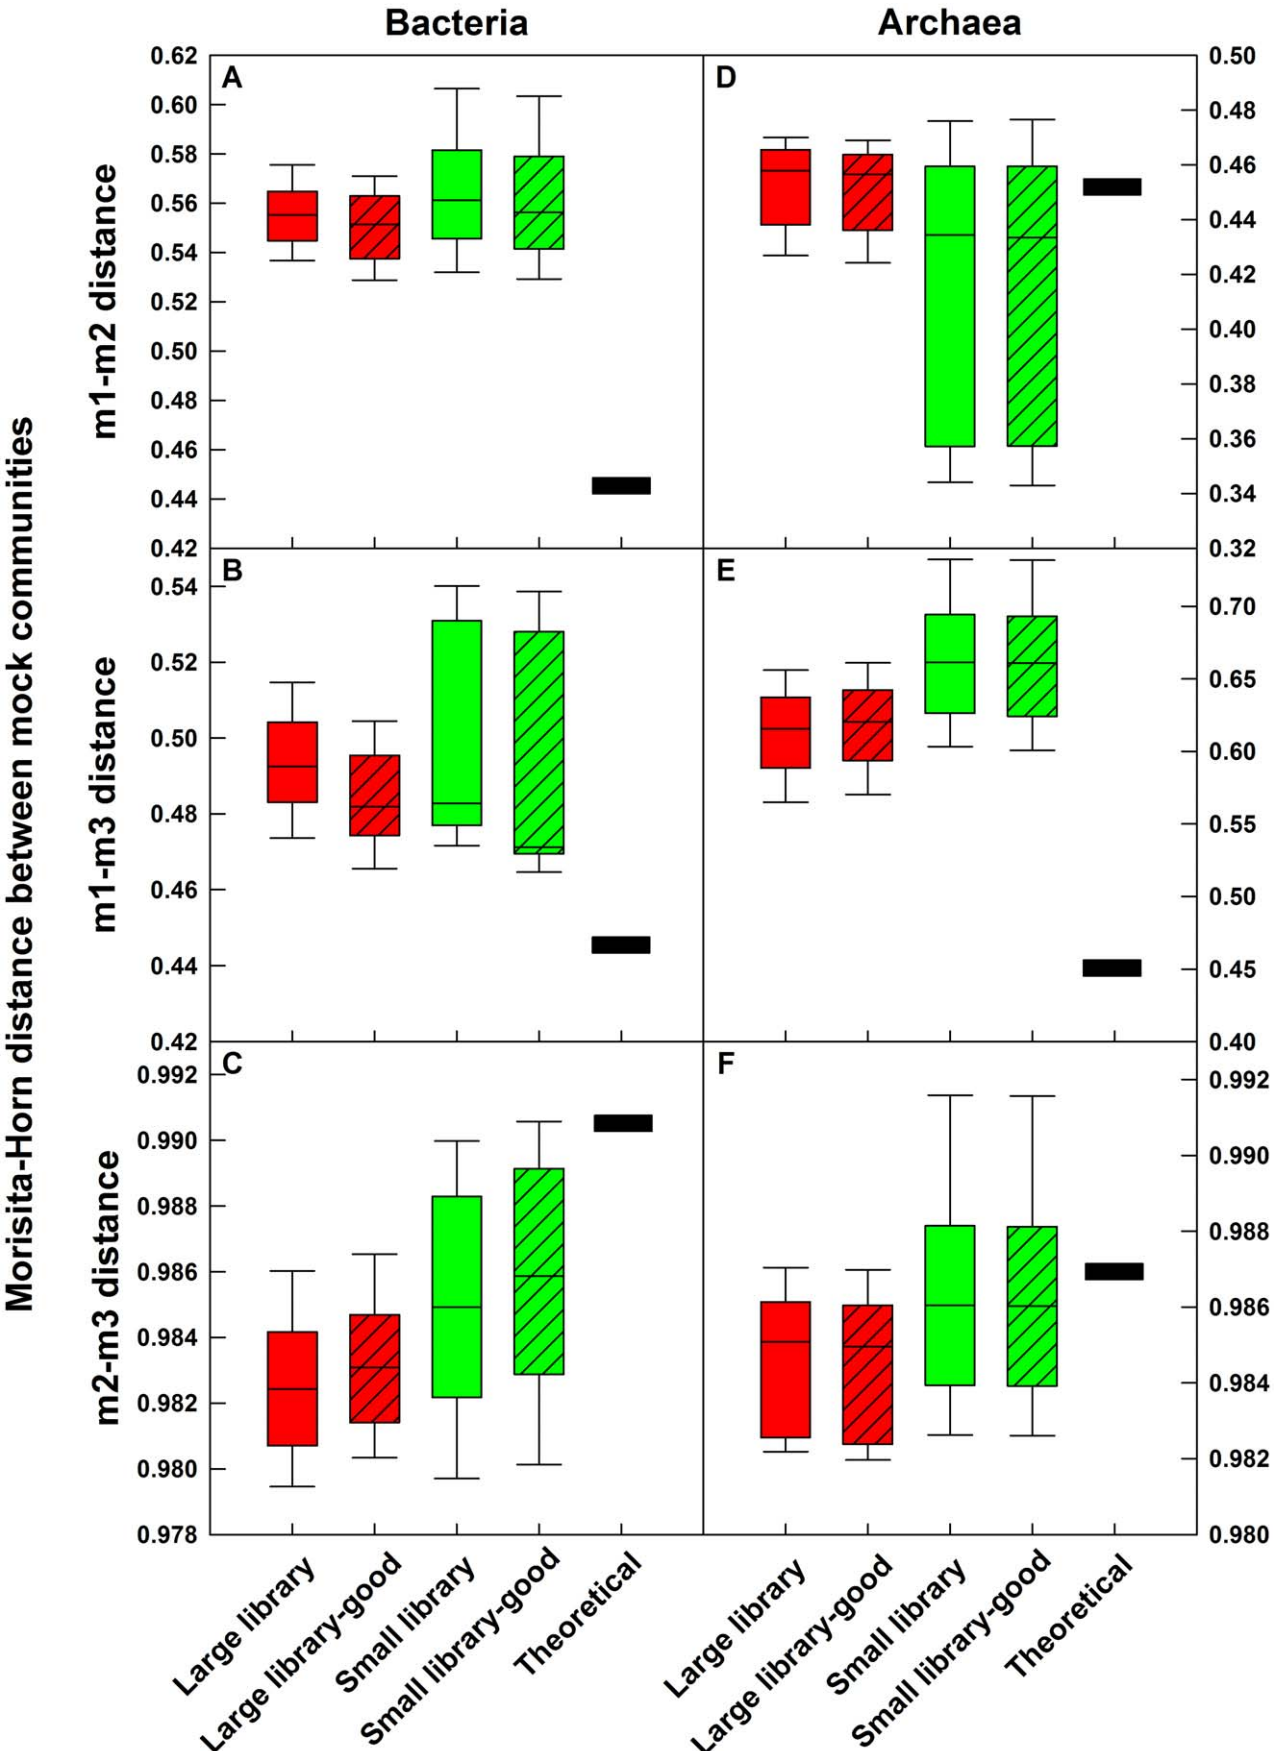 Bacteria
Archaea
Morisita-Horn distance between mock communities
m1-m2 distance
A
0.62
0.60
0.58
0.56
0.54
0.52
0.50
0.48
0.46
0.44
0.42
D
0.50
0.48
0.46
0.44
0.42
0.40
0.38
0.36
0.34
0.32
m1-m3 distance
B
0.54
0.52
0.50
0.48
0.46
0.44
0.42
E
0.70
0.65
0.60
0.55
0.50
0.45
0.40
m2-m3 distance
C
0.992
0.990
0.988
0.986
0.984
0.982
0.980
0.978
F
0.992
0.990
0.988
0.986
0.984
0.982
0.980
Large library
Large library-good
Small library
Small library-good
Theoretical
Large library
Large library-good
Small library
Small library-good
Theoretical